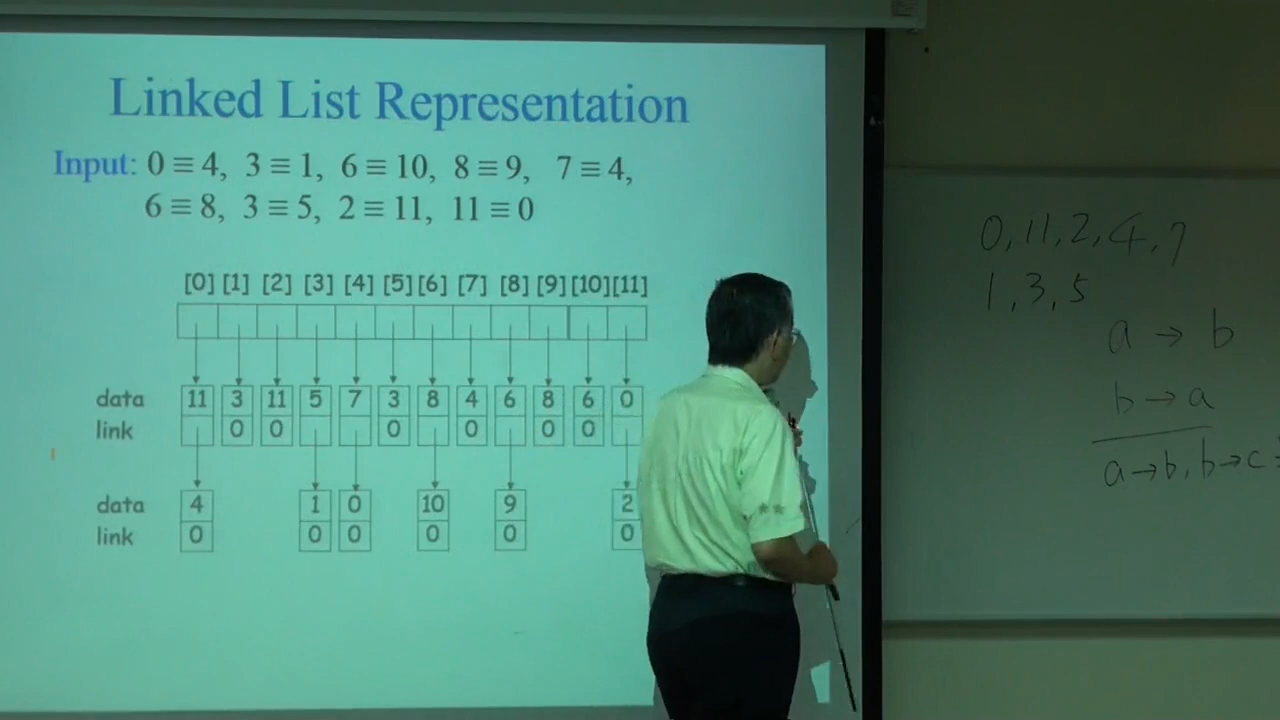 Linked List Representation
Input: 0 ≡ 4, 3 ≡ 1, 6 ≡ 10, 8 ≡ 9, 7 ≡ 4,
6 ≡ 8, 3 ≡ 5, 2 ≡ 11, 11 ≡ 0
[0] [1] [2] [3] [4] [5] [6] [7] [8] [9] [10] [11]
data 11 3 11 5 7 3 8 4 6 8 6 0
link 0 0 0 0 0 0
data 4 1 0 10 9 2
link 0 0 0 0 0 0
0, 11, 2, 4, 7
1, 3, 5
a → b
b → a
a → b, b → c